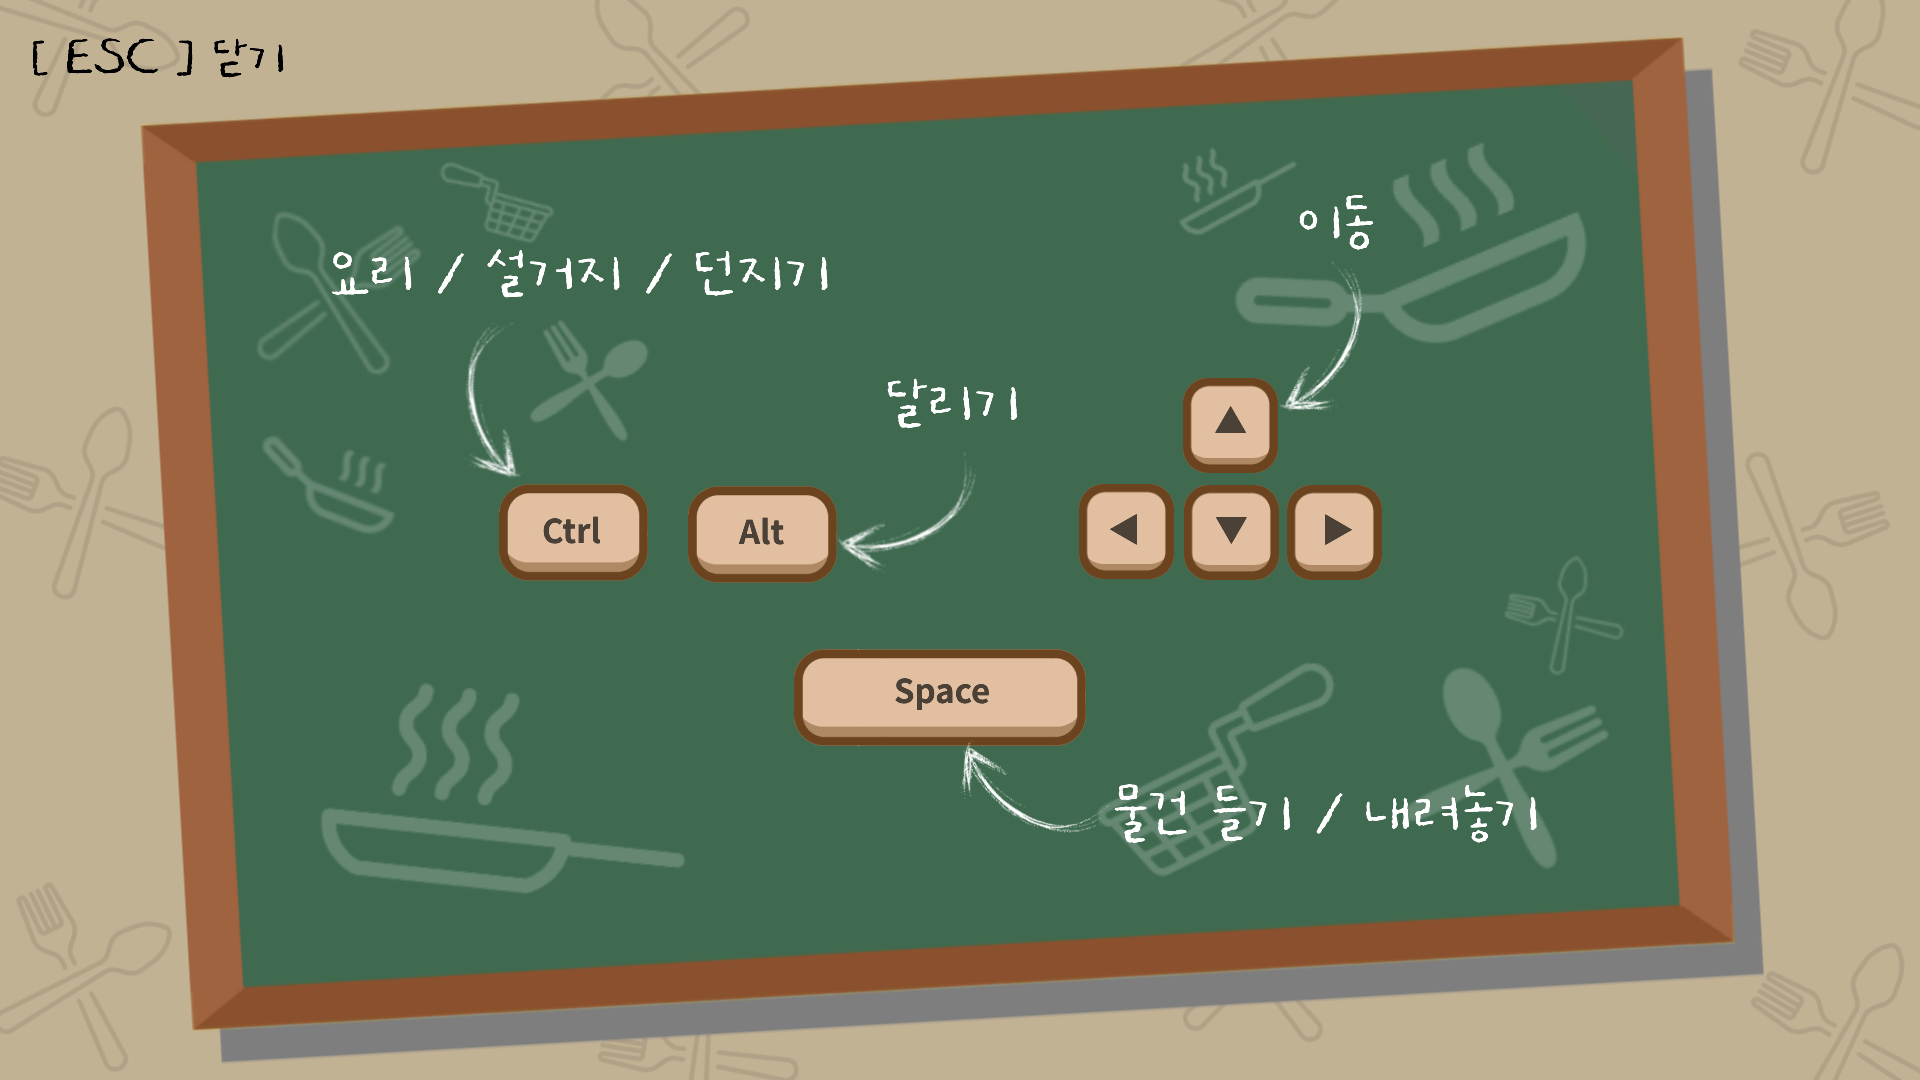 [ ESC ] 닫기
이동
요리 / 설거지 / 던지기
달리기
▲
Ctrl Alt ◀ ▼ ▶
Space
물건 들기 / 내려놓기